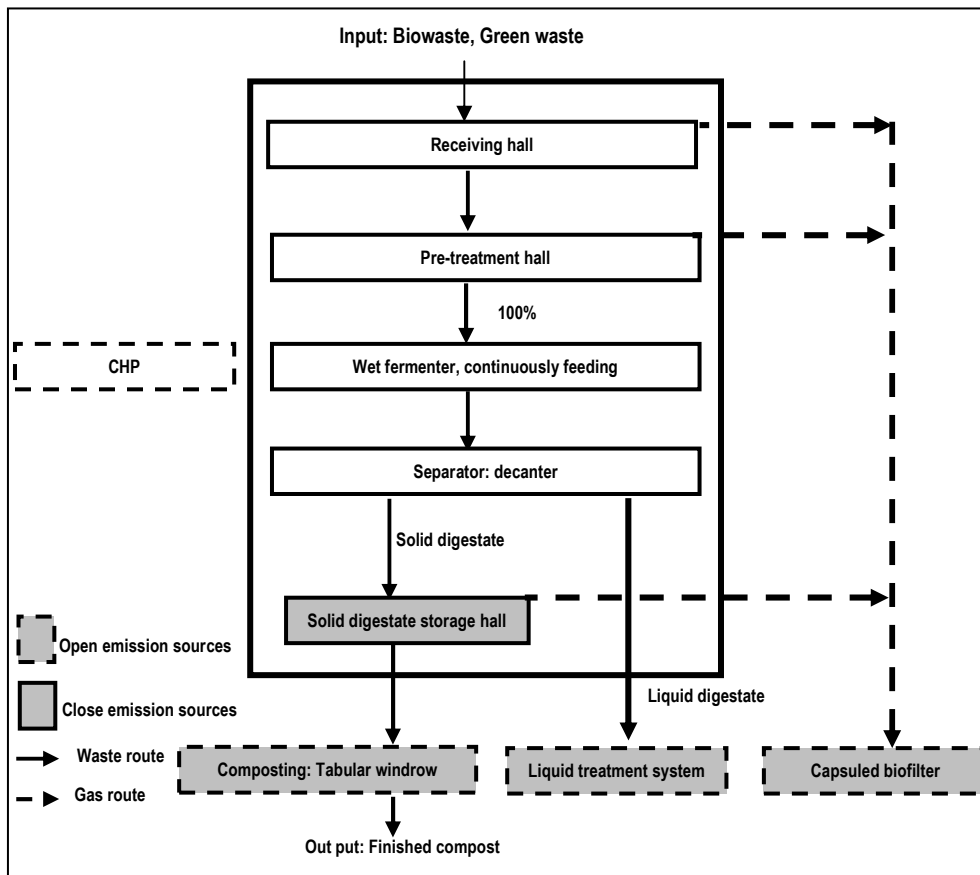 Input: Biowaste, Green waste
Receiving hall
Pre-treatment hall
100%
CHP
Wet fermenter, continuously feeding
Separator: decanter
Solid digestate
Solid digestate storage hall
Open emission sources
Close emission sources
Liquid digestate
Waste route
Composting: Tabular windrow
Liquid treatment system
Capsuled biofilter
Gas route
Out put: Finished compost